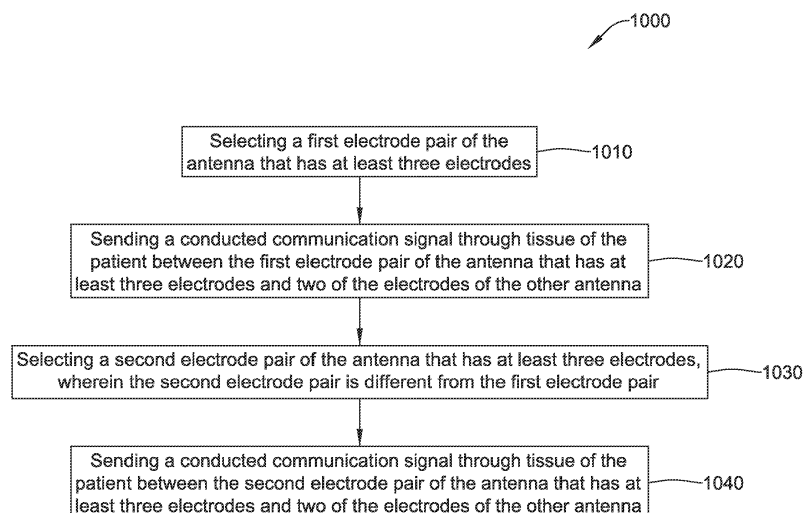 1000
Selecting a first electrode pair of the
antenna that has at least three electrodes
1010
Sending a conducted communication signal through tissue of the
patient between the first electrode pair of the antenna that has at
least three electrodes and two of the electrodes of the other antenna
1020
Selecting a second electrode pair of the antenna that has at least three electrodes,
wherein the second electrode pair is different from the first electrode pair
1030
Sending a conducted communication signal through tissue of the
patient between the second electrode pair of the antenna that has at
least three electrodes and two of the electrodes of the other antenna
1040